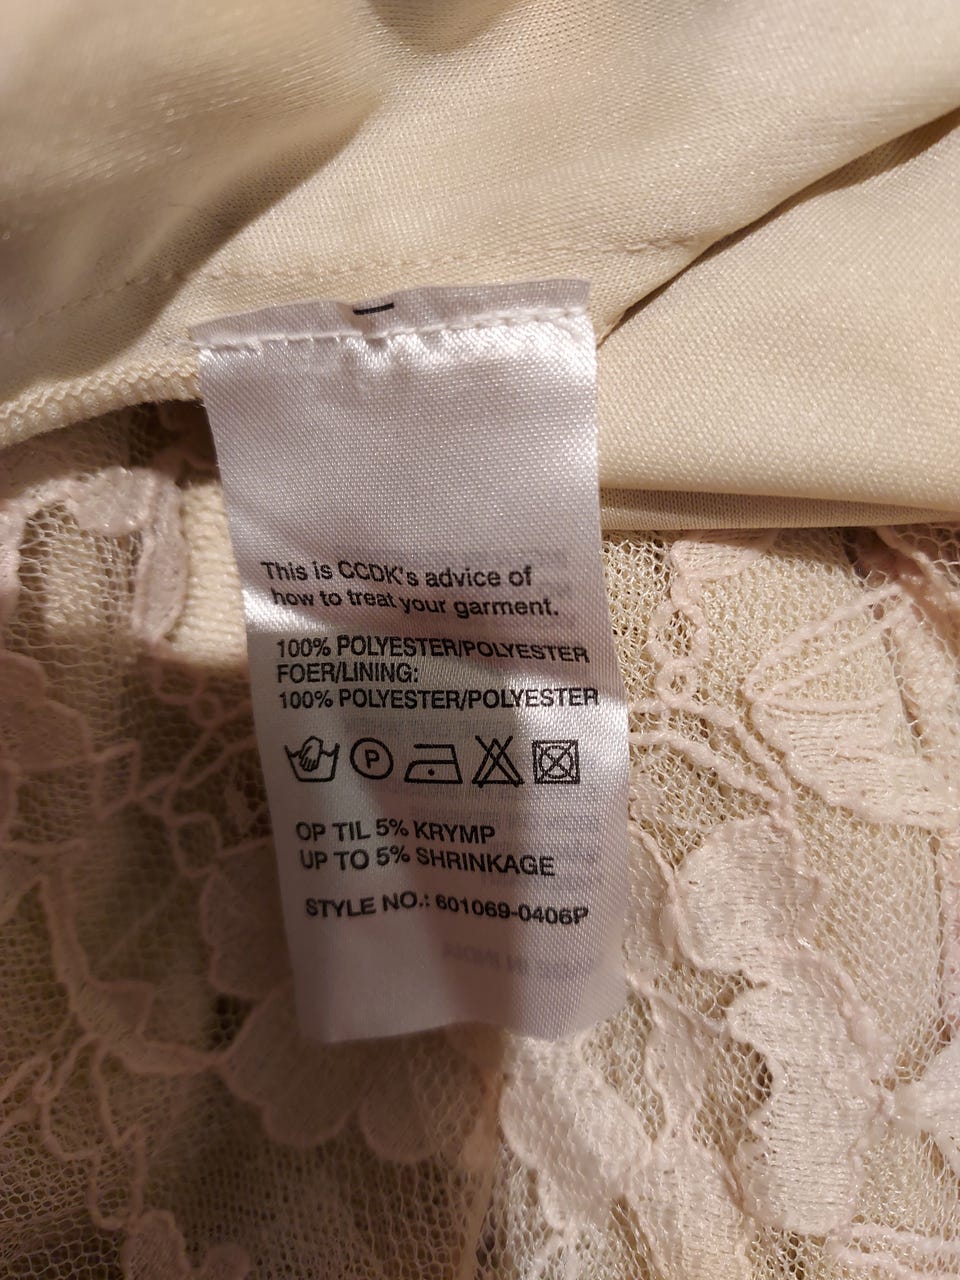 This is CCDK's advice of
how to treat your garment.
100% POLYESTER/POLYESTER
FOER/LINING:
100% POLYESTER/POLYESTER
P
OP TIL 5% KRYMP
UP TO 5% SHRINKAGE
STYLE NO.: 601069-0406P